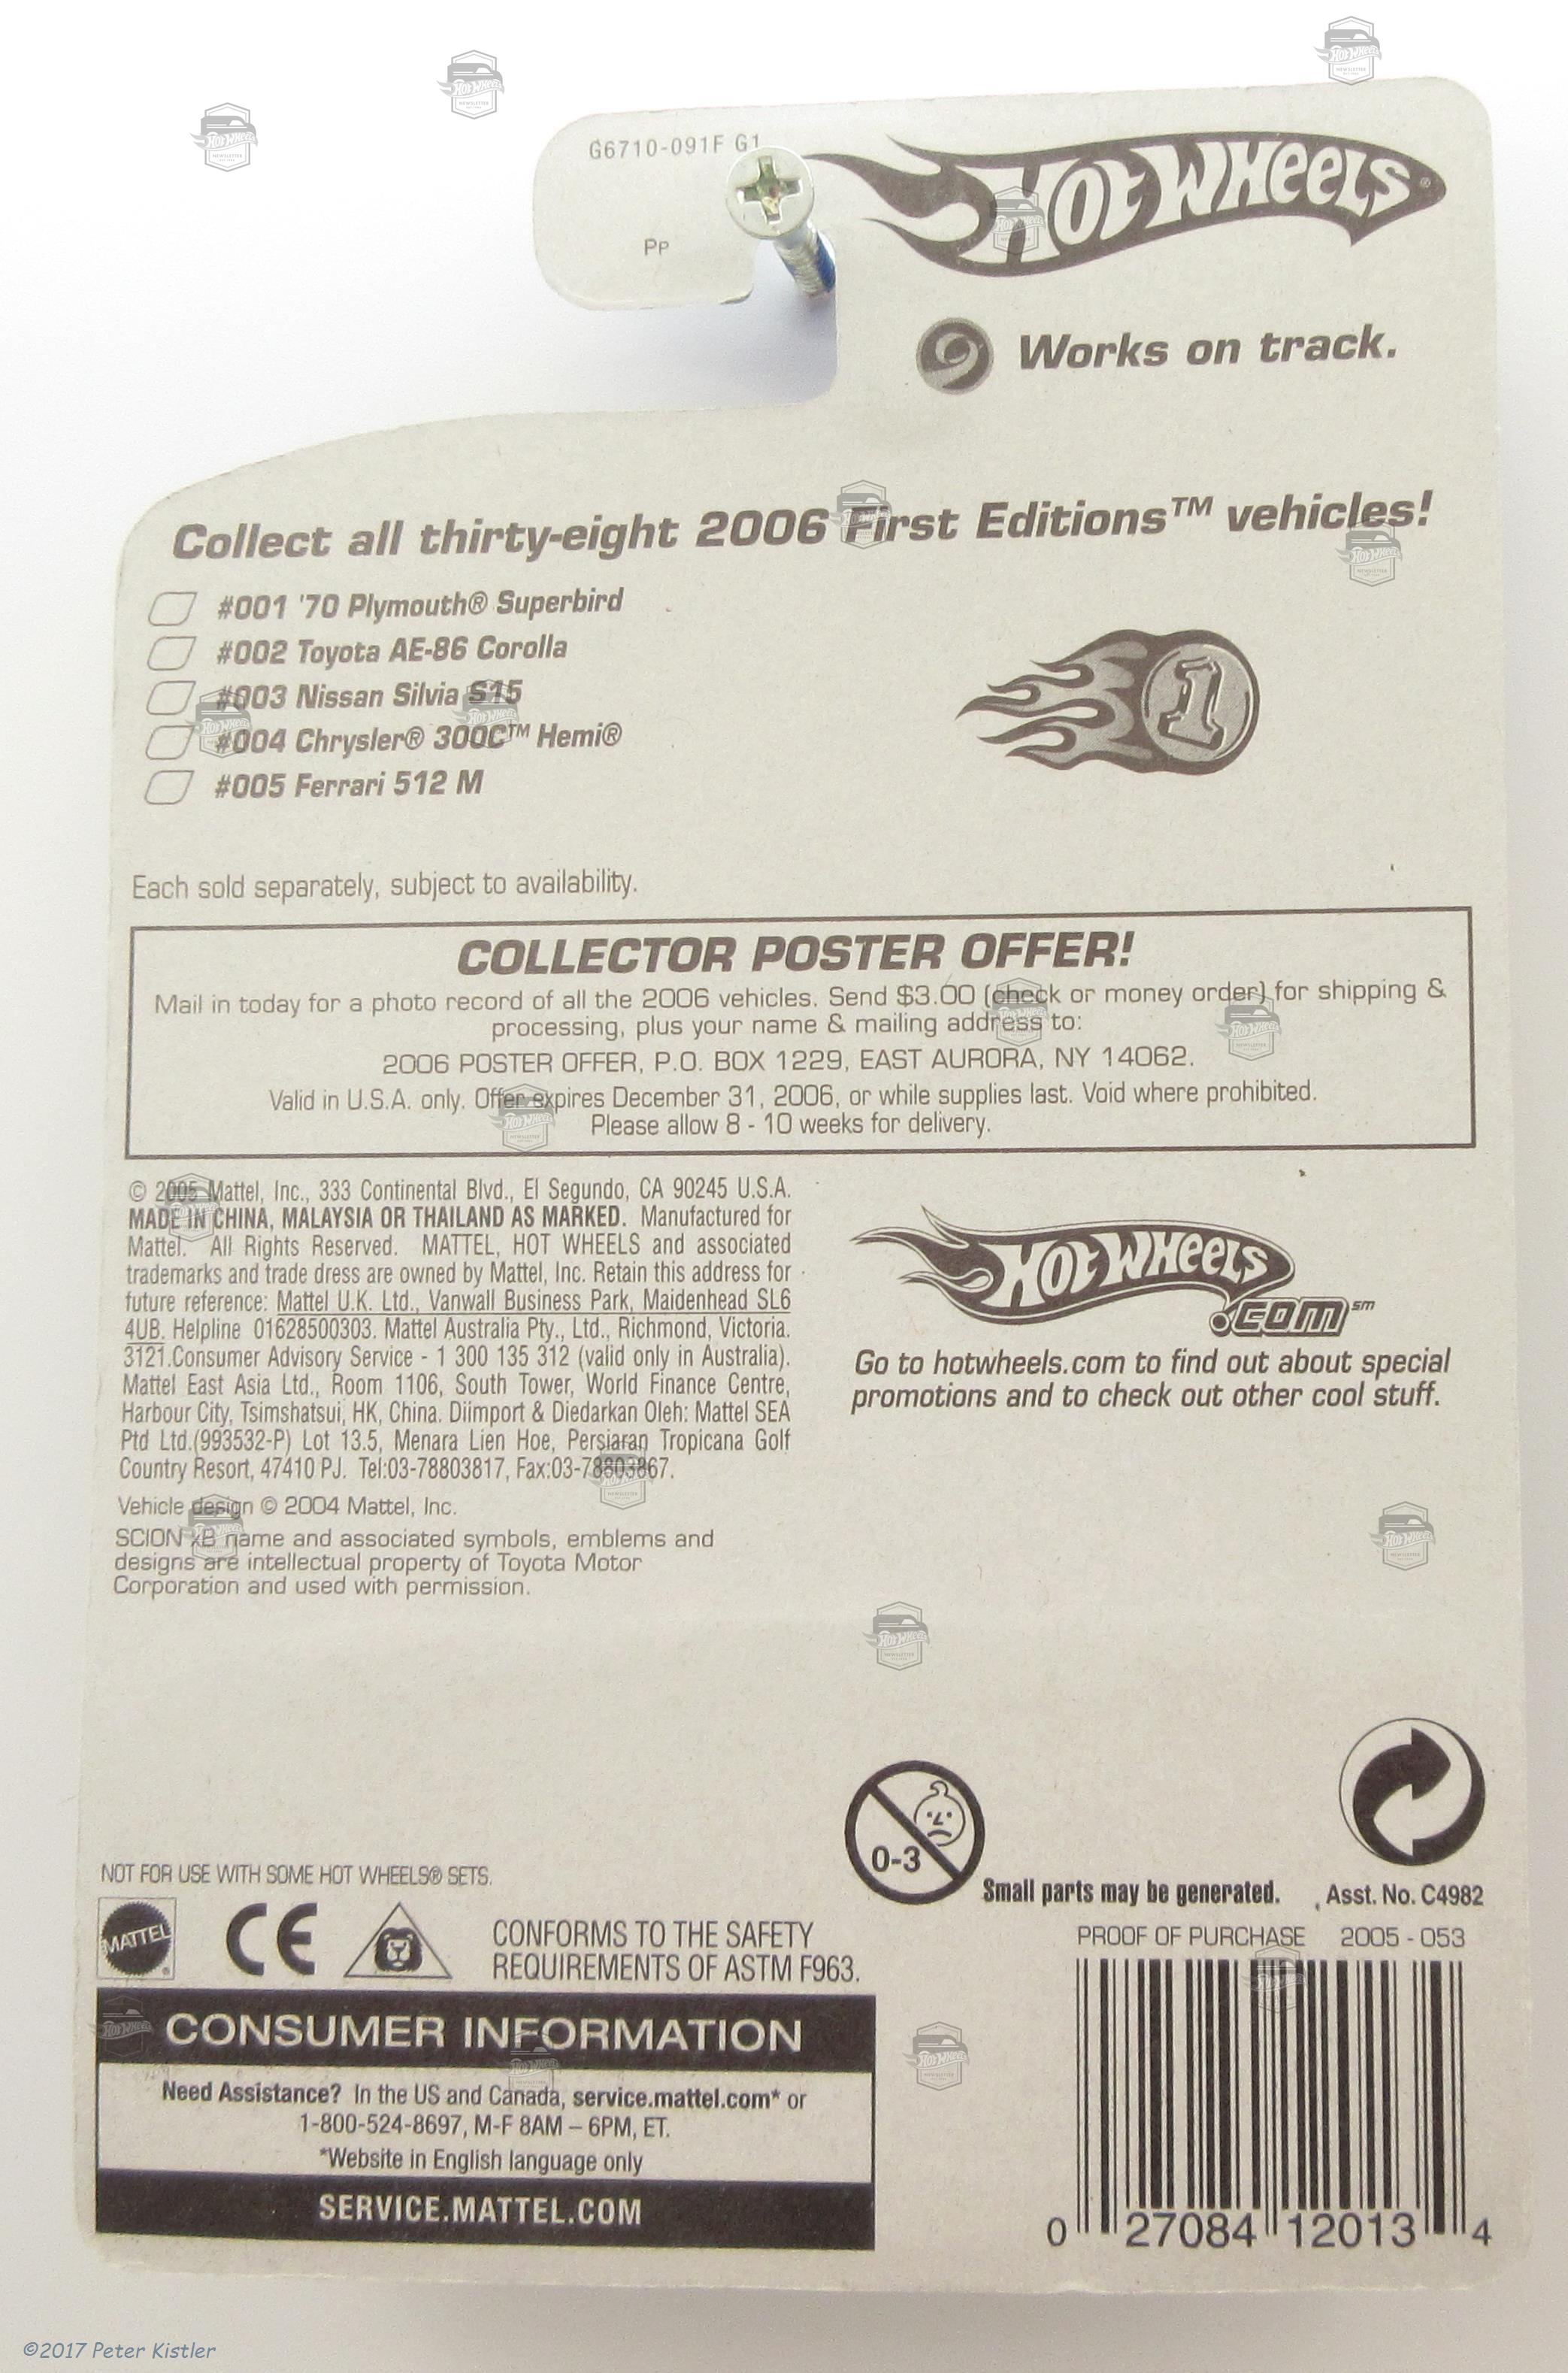 G6710-091F G1
Pp
HOT WHEELS®
Works on track.
Collect all thirty-eight 2006 First Editions™ vehicles!
#001 '70 Plymouth® Superbird
#002 Toyota AE-86 Corolla
#003 Nissan Silvia S15
#004 Chrysler® 300C™ Hemi®
#005 Ferrari 512 M
1
Each sold separately, subject to availability.
COLLECTOR POSTER OFFER!
Mail in today for a photo record of all the 2006 vehicles. Send $3.00 (check or money order) for shipping &
processing, plus your name & mailing address to:
2006 POSTER OFFER, P.O. BOX 1229, EAST AURORA, NY 14062.
Valid in U.S.A. only. Offer expires December 31, 2006, or while supplies last. Void where prohibited.
Please allow 8 - 10 weeks for delivery.
© 2005 Mattel, Inc., 333 Continental Blvd., El Segundo, CA 90245 U.S.A.
MADE IN CHINA, MALAYSIA OR THAILAND AS MARKED. Manufactured for
Mattel. All Rights Reserved. MATTEL, HOT WHEELS and associated
trademarks and trade dress are owned by Mattel, Inc. Retain this address for
future reference: Mattel U.K. Ltd., Vanwall Business Park, Maidenhead SL6
4UB. Helpline 01628500303. Mattel Australia Pty., Ltd., Richmond, Victoria.
3121.Consumer Advisory Service - 1 300 135 312 (valid only in Australia).
Mattel East Asia Ltd., Room 1106, South Tower, World Finance Centre,
Harbour City, Tsimshatsui, HK, China. Diimport & Diedarkan Oleh: Mattel SEA
Ptd Ltd.(993532-P) Lot 13.5, Menara Lien Hoe, Persiaran Tropicana Golf
Country Resort, 47410 PJ. Tel:03-78803817, Fax:03-78803867.
Vehicle design © 2004 Mattel, Inc.
SCION xB name and associated symbols, emblems and
designs are intellectual property of Toyota Motor
Corporation and used with permission.
HOT WHEELS
.COM℠
Go to hotwheels.com to find out about special
promotions and to check out other cool stuff.
NOT FOR USE WITH SOME HOT WHEELS® SETS.
MATTEL®
CE
CONFORMS TO THE SAFETY
REQUIREMENTS OF ASTM F963.
0-3
Small parts may be generated.
Asst. No. C4982
PROOF OF PURCHASE 2005 - 053
0 27084 12013 4
CONSUMER INFORMATION
Need Assistance? In the US and Canada, service.mattel.com* or
1-800-524-8697, M-F 8AM – 6PM, ET.
*Website in English language only
SERVICE.MATTEL.COM
©2017 Peter Kistler